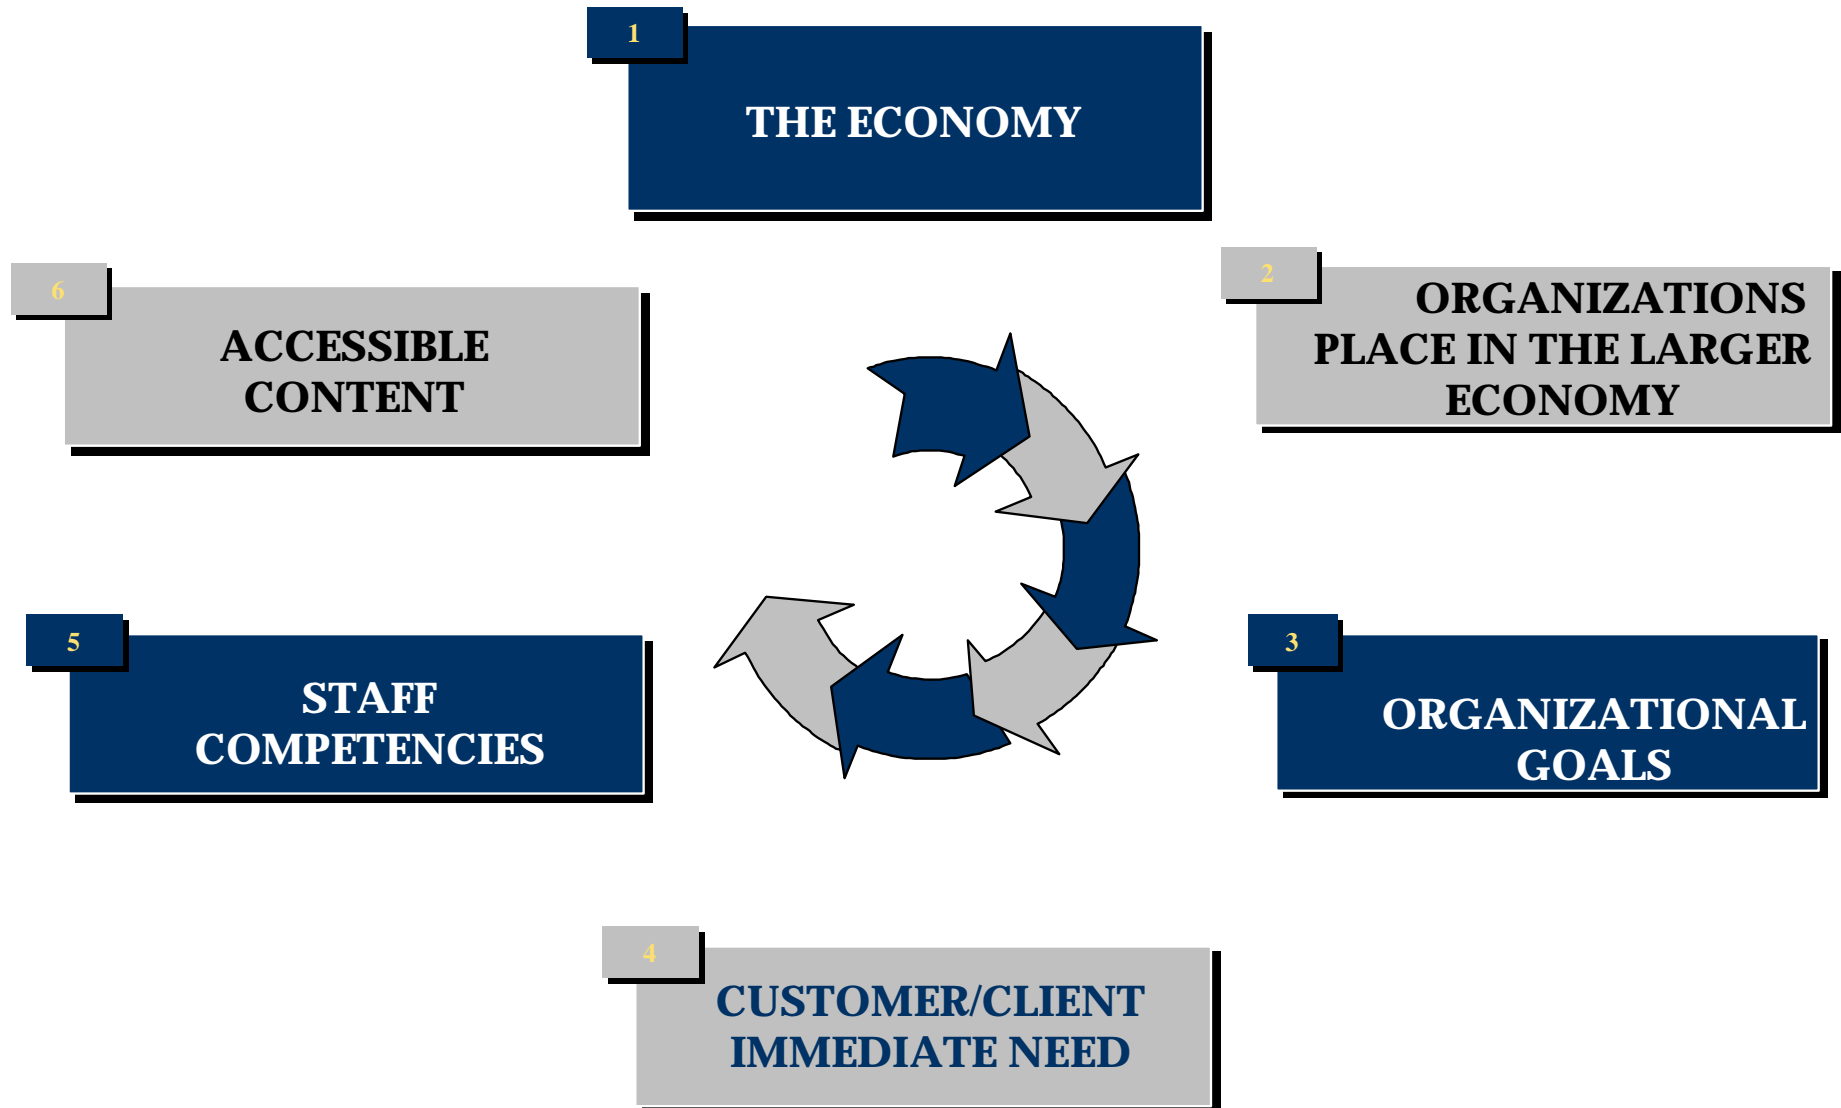 1
THE ECONOMY
2
ORGANIZATIONS
PLACE IN THE LARGER
ECONOMY
3
ORGANIZATIONAL
GOALS
4
CUSTOMER/CLIENT
IMMEDIATE NEED
5
STAFF
COMPETENCIES
6
ACCESSIBLE
CONTENT